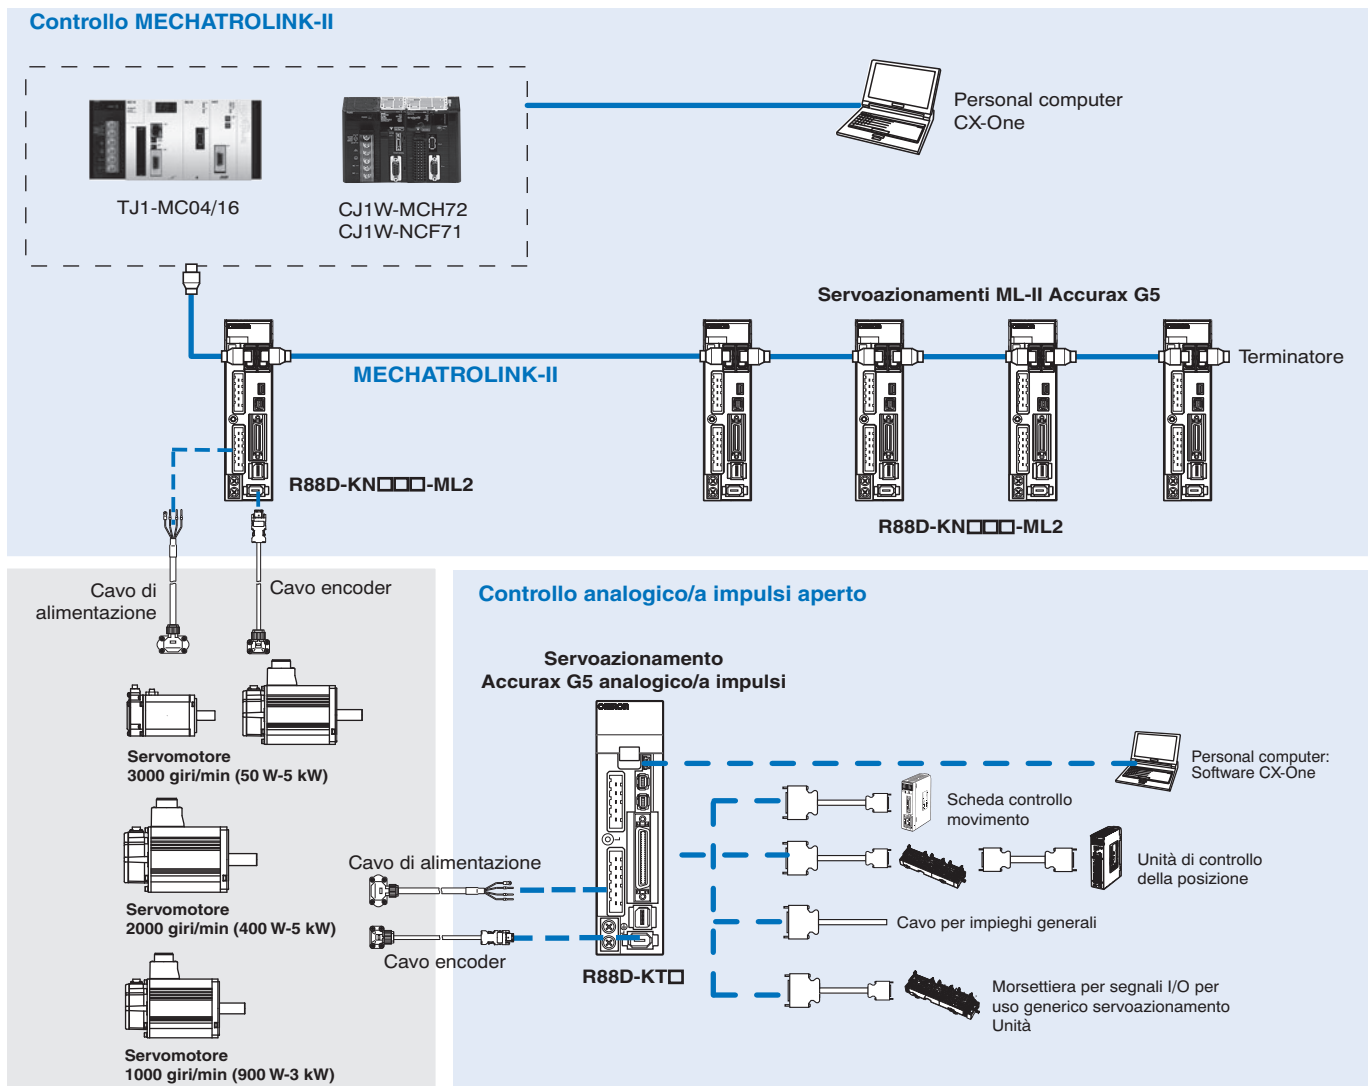 Controllo MECHATROLINK-II
Personal computer
CX-One
TJ1-MC04/16
CJ1W-MCH72
CJ1W-NCF71
Servoazionamenti ML-II Accurax G5
Terminatore
MECHATROLINK-II
R88D-KN□□□-ML2
R88D-KN□□□-ML2
Cavo di
alimentazione
Cavo encoder
Servomotore
3000 giri/min (50 W-5 kW)
Servomotore
2000 giri/min (400 W-5 kW)
Servomotore
1000 giri/min (900 W-3 kW)
Controllo analogico/a impulsi aperto
Servoazionamento
Accurax G5 analogico/a impulsi
OMRON
Personal computer:
Software CX-One
Scheda controllo
movimento
Unità di controllo
della posizione
Cavo di alimentazione
Cavo per impieghi generali
Cavo encoder
R88D-KT□
Morsettiera per segnali I/O per
uso generico servoazionamento
Unità